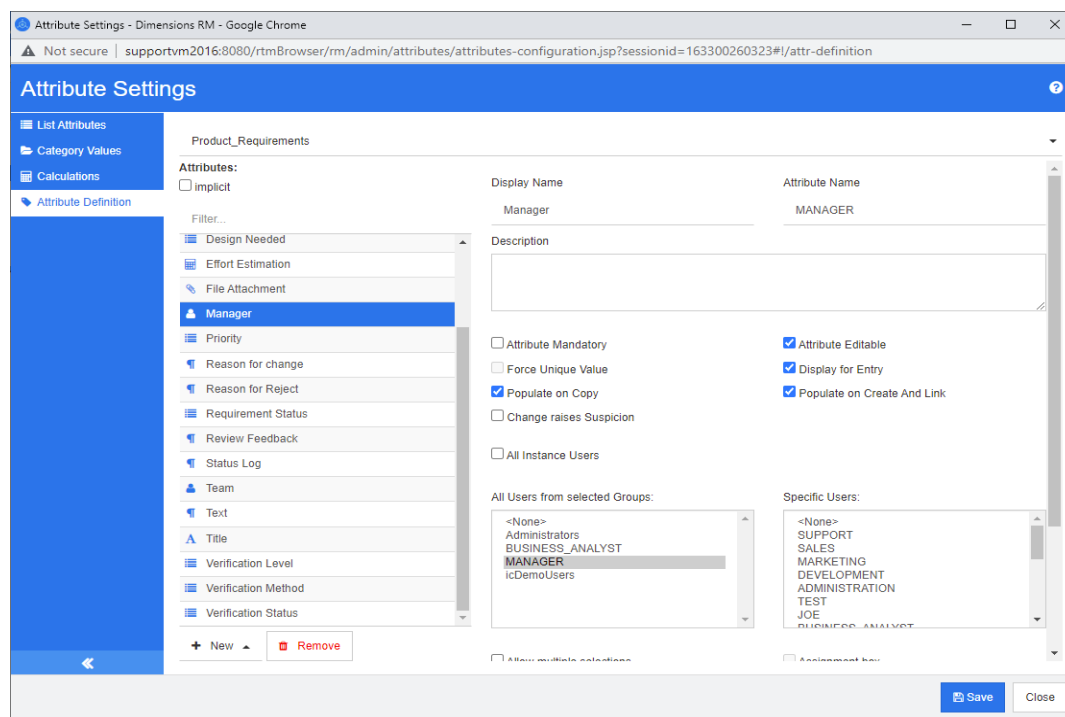 Attribute Settings - Dimensions RM - Google Chrome
Not secure | supportvm2016:8080/rtmBrowser/rm/admin/attributes/attributes-configuration.jsp?sessionid=163300260323#!/attr-definition
Attribute Settings
List Attributes
Category Values
Calculations
Attribute Definition
Product_Requirements
Attributes:
implicit
Filter...
Design Needed
Effort Estimation
File Attachment
Manager
Priority
Reason for change
Reason for Reject
Requirement Status
Review Feedback
Status Log
Team
Text
Title
Verification Level
Verification Method
Verification Status
New
Remove
Display Name
Attribute Name
Manager
MANAGER
Description
Attribute Mandatory
Attribute Editable
Force Unique Value
Display for Entry
Populate on Copy
Populate on Create And Link
Change raises Suspicion
All Instance Users
All Users from selected Groups:
<None>
Administrators
BUSINESS_ANALYST
MANAGER
icDemoUsers
Specific Users:
<None>
SUPPORT
SALES
MARKETING
DEVELOPMENT
ADMINISTRATION
TEST
JOE
BUSINESS_ANALYST
Allow multiple selections
Assignment box
Save
Close